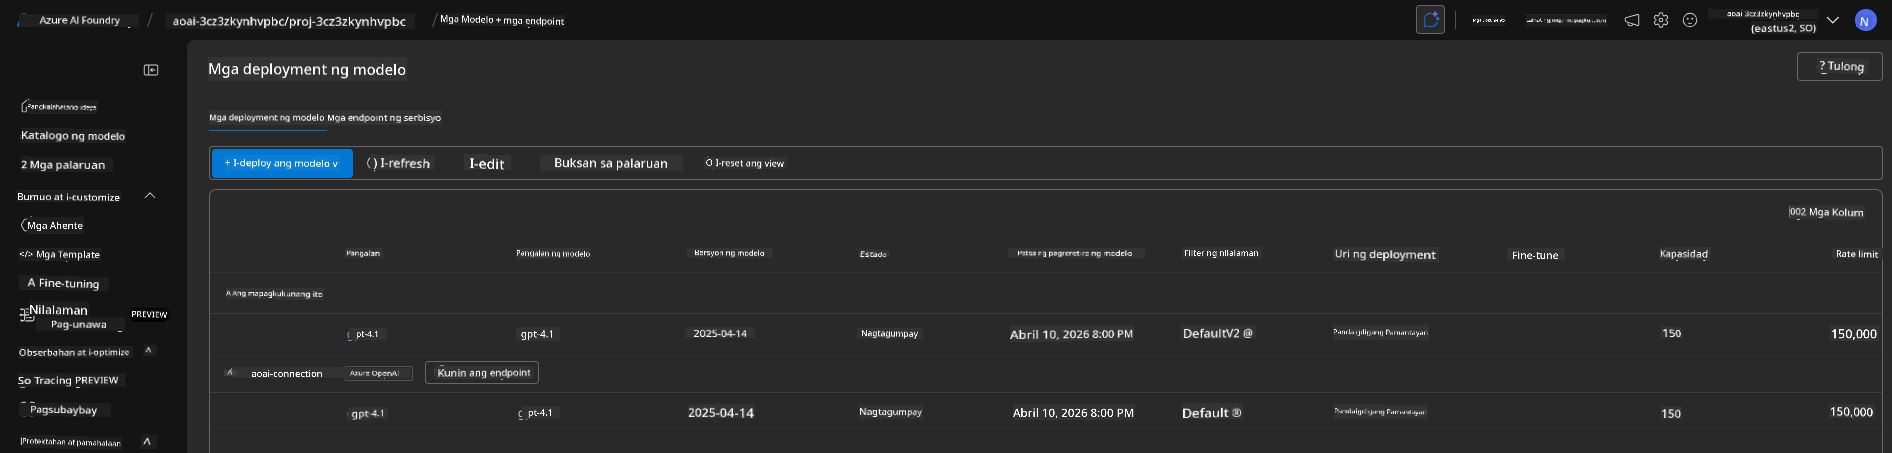 Azure AI Foundry / aoai-3cz3zkynhvpbc/proj-3cz3zkynhvpbc / Mga Modelo + mga endpoint
aoai-3cz3zkynhvpbc
(eastus2, SO)
N
Mga deployment ng modelo
? Tulong
Pangkalahatang ideya
Katalogo ng modelo
2 Mga palaruan
Bumuo at i-customize
Mga Ahente
</> Mga Template
A Fine-tuning
Nilalaman
Pag-unawa
PREVIEW
Obserbahan at i-optimize
So Tracing PREVIEW
Pagsubaybay
Protektahan at pamahalaan
Mga deployment ng modelo Mga endpoint ng serbisyo
+ I-deploy ang modelo v
() I-refresh
I-edit
Buksan sa palaruan
O I-reset ang view
002 Mga Kolum
Pangalan Pangalan ng modelo Bersyon ng modelo Estado Petsa ng pagreretiro ng modelo Filter ng nilalaman Uri ng deployment Fine-tune Kapasidad Rate limit
A Ang mapagkukunang ito
gpt-4.1 gpt-4.1 2025-04-14 Nagtagumpay Abril 10, 2026 8:00 PM DefaultV2 @ Pandaigdigang Pamantayan 150 150,000
aoai-connection Azure OpenAI Kunin ang endpoint
gpt-4.1 gpt-4.1 2025-04-14 Nagtagumpay Abril 10, 2026 8:00 PM Default ® Pandaigdigang Pamantayan 150 150,000